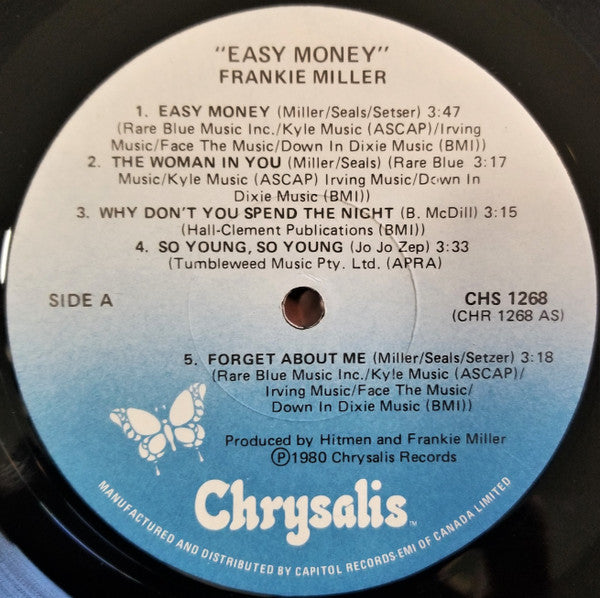 "EASY MONEY"
FRANKIE MILLER
1. EASY MONEY (Miller/Seals/Setser) 3:47
(Rare Blue Music Inc./Kyle Music (ASCAP)/Irving
Music/Face The Music/Down In Dixie Music (BMI))
2. THE WOMAN IN YOU (Miller/Seals) (Rare Blue 3:17
Music/Kyle Music (ASCAP) Irving Music/Down In
Dixie Music (BMI))
3. WHY DON'T YOU SPEND THE NIGHT (B. McDill) 3:15
(Hall-Clement Publications (BMI))
4. SO YOUNG, SO YOUNG (Jo Jo Zep) 3:33
(Tumbleweed Music Pty. Ltd. (APRA)
SIDE A
CHS 1268
(CHR 1268 AS)
5. FORGET ABOUT ME (Miller/Seals/Setzer) 3:18
(Rare Blue Music Inc./Kyle Music (ASCAP)/
Irving Music/Face The Music/
Down In Dixie Music (BMI))
Produced by Hitmen and Frankie Miller
℗1980 Chrysalis Records
Chrysalis™
MANUFACTURED AND DISTRIBUTED BY CAPITOL RECORDS-EMI OF CANADA LIMITED